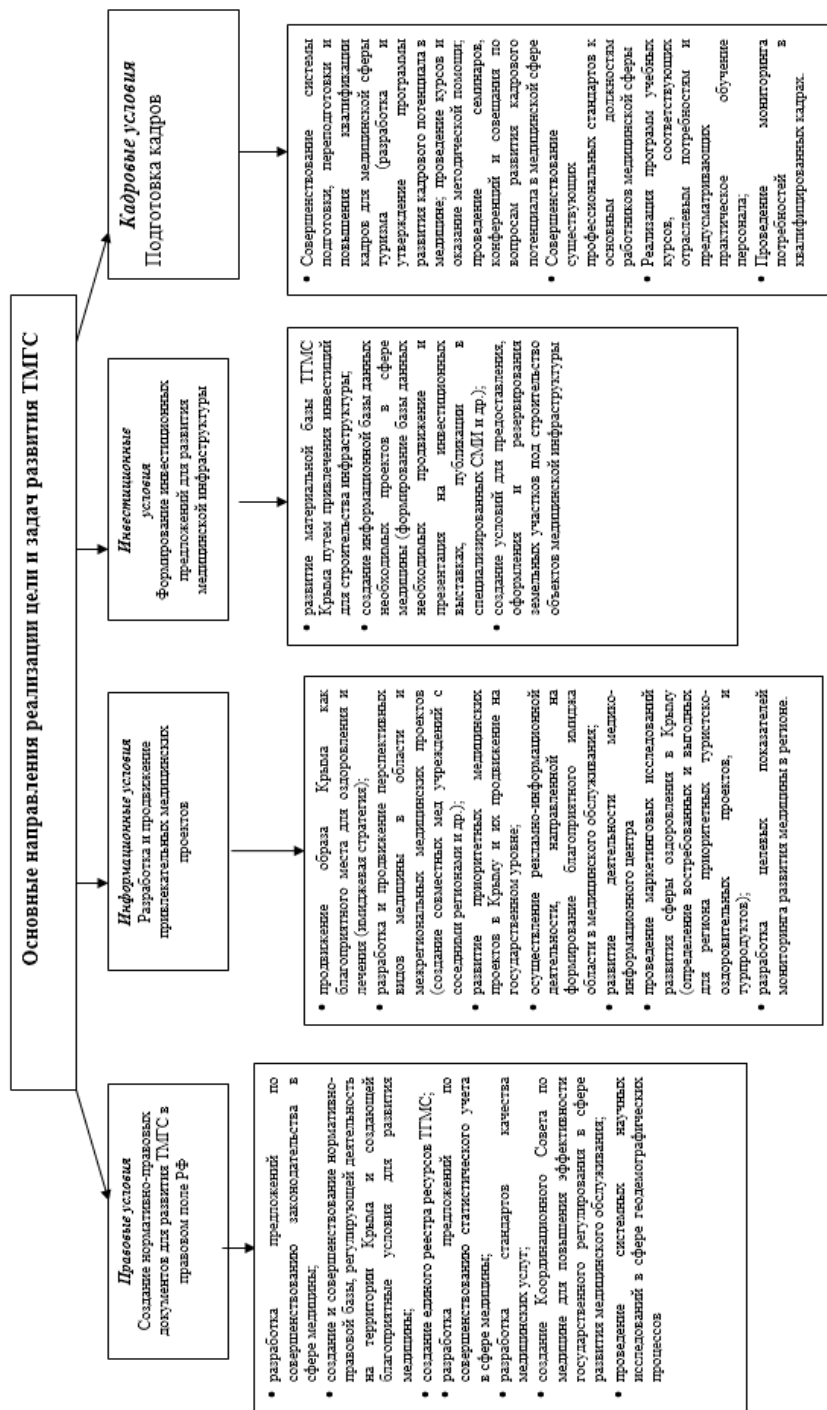 Основные направления реализации цели и задач развития ТМГС
Правовые условия
Создание нормативно-правовых
документов для развития ТМГС в
правовом поле РФ
• разработка предложений по
совершенствованию законодательства в
сфере медицины;
• создание и совершенствование нормативно-
правовой базы, регулирующей деятельность
на территории Крыма и создающей
благоприятные условия для развития
медицины;
• создание единого реестра ресурсов ТГМС;
• разработка предложений по
совершенствованию статистического учета
в сфере медицины;
• разработка стандартов качества
медицинских услуг;
• создание Координационного Совета по
медицине для повышения эффективности
государственного регулирования в сфере
развития медицинского обслуживания;
• проведение системных научных
исследований в сфере геодемографических
процессов
Информационные условия
Разработка и продвижение
привлекательных медицинских
проектов
• продвижение образа Крыма как
благоприятного места для оздоровления и
лечения (имиджевая стратегия);
• разработка и продвижение перспективных
видов медицины в области и
межрегиональных медицинских проектов
(создание совместных мед учреждений с
соседними регионами и др.);
• развитие приоритетных медицинских
проектов в Крыму и их продвижение на
государственном уровне;
• осуществление рекламно-информационной
деятельности, направленной на
формирование благоприятного имиджа
области в медицинского обслуживания;
• развитие деятельности медико-
информационного центра
• проведение маркетинговых исследований
развития сферы оздоровления в Крыму
(определение востребованных и выгодных
для региона приоритетных туристско-
оздоровительных проектов, и
турпродуктов);
• разработка целевых показателей
мониторинга развития медицины в регионе.
Инвестиционные
условия
Формирование инвестиционных
предложений для развития
медицинской инфраструктуры
• развитие материальной базы ТГМС
Крыма путем привлечения инвестиций
для строительства инфраструктуры;
• создание информационной базы данных
необходимых проектов в сфере
медицины (формирование базы данных
необходимых продвижение и
презентация на инвестиционных
выставках, публикации в
специализированных СМИ и др.);
• создание условий для предоставления,
оформления и резервирования
земельных участков под строительство
объектов медицинской инфраструктуры
Кадровые условия
Подготовка кадров
• Совершенствование системы
подготовки, переподготовки и
повышения квалификации
кадров для медицинской сферы
туризма (разработка и
утверждение программы
развития кадрового потенциала в
медицине; проведение курсов и
оказание методической помощи;
проведение семинаров,
конференций и совещания по
вопросам развития кадрового
потенциала в медицинской сфере
• Совершенствование
существующих
профессиональных стандартов к
основным должностям
работников медицинской сферы
• Реализация программ учебных
курсов, соответствующих
отраслевым потребностям и
предусматривающих
практическое обучение
персонала;
• Проведение мониторинга
потребностей в
квалифицированных кадрах.